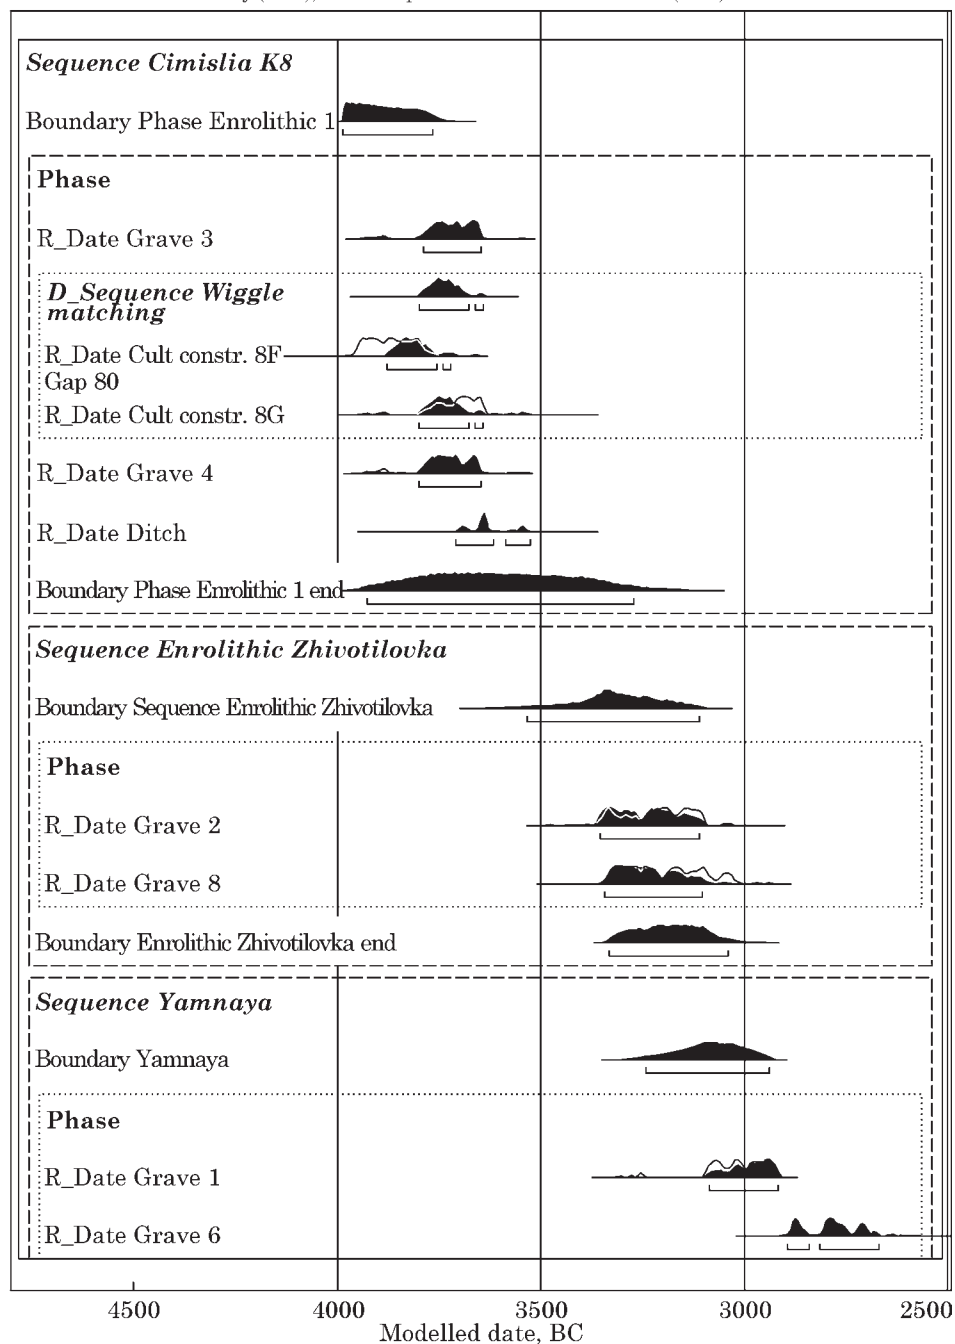 Sequence Cimislia K8
Boundary Phase Enrolithic 1
Phase
R_Date Grave 3
D_Sequence Wiggle
matching
R_Date Cult constr. 8F
Gap 80
R_Date Cult constr. 8G
R_Date Grave 4
R_Date Ditch
Boundary Phase Enrolithic 1 end
Sequence Enrolithic Zhivotilovka
Boundary Sequence Enrolithic Zhivotilovka
Phase
R_Date Grave 2
R_Date Grave 8
Boundary Enrolithic Zhivotilovka end
Sequence Yamnaya
Boundary Yamnaya
Phase
R_Date Grave 1
R_Date Grave 6
4500 4000 3500 3000 2500
Modelled date, BC